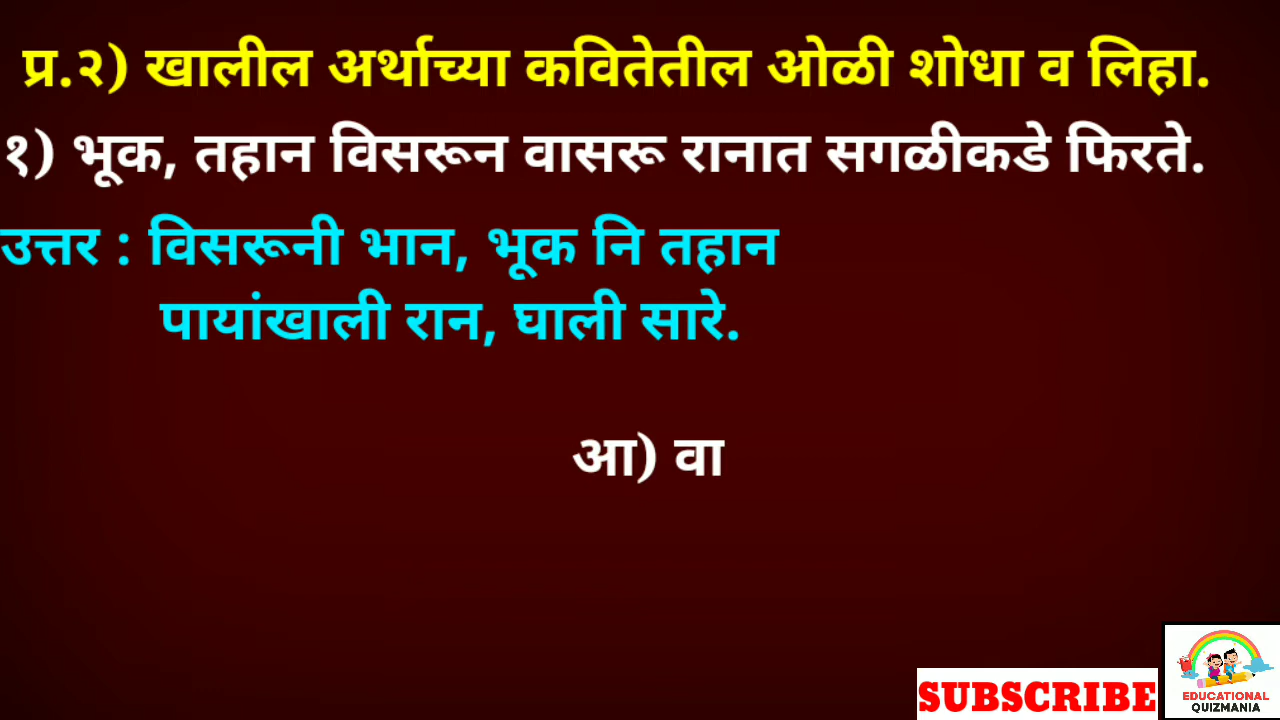 प्र.२) खालील अर्थाच्या कवितेतील ओळी शोधा व लिहा.
१) भूक, तहान विसरून वासरू रानात सगळीकडे फिरते.
उत्तर : विसरूनी भान, भूक नि तहान
पायांखाली रान, घाली सारे.
आ) वा
SUBSCRIBE
EDUCATIONAL
QUIZMANIA